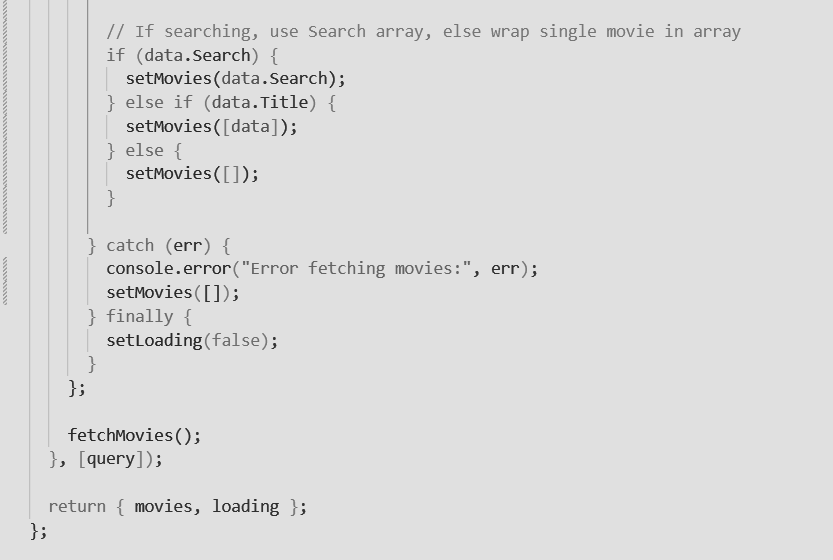 // If searching, use Search array, else wrap single movie in array
if (data.Search) {
setMovies(data.Search);
} else if (data.Title) {
setMovies([data]);
} else {
setMovies([]);
}
} catch (err) {
console.error("Error fetching movies:", err);
setMovies([]);
} finally {
setLoading(false);
}
};
fetchMovies();
}, [query]);
return { movies, loading };
};